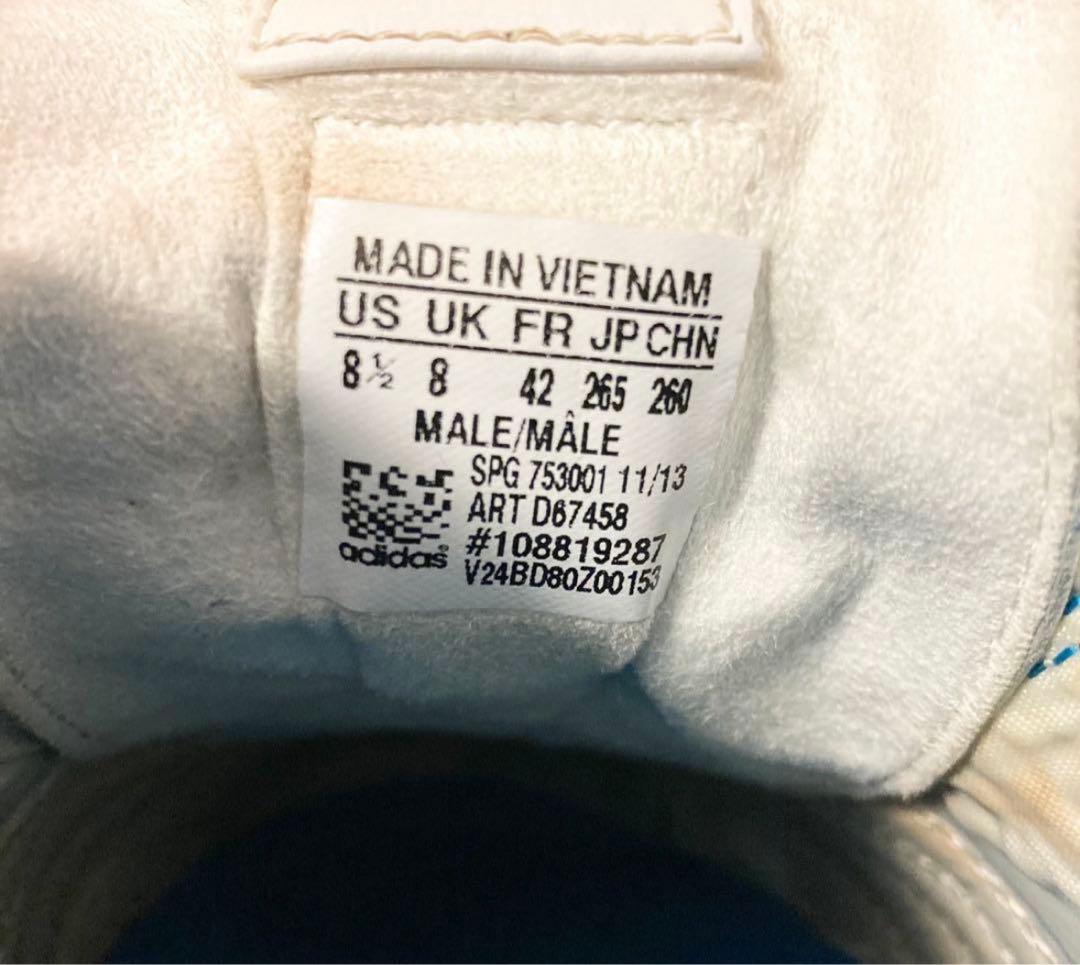 MADE IN VIETNAM
US UK FR JP CHN
8½ 8 42 265 260
MALE/MÂLE
SPG 753001 11/13
ART D67458
#108819287
adidas
V24BD80Z00153